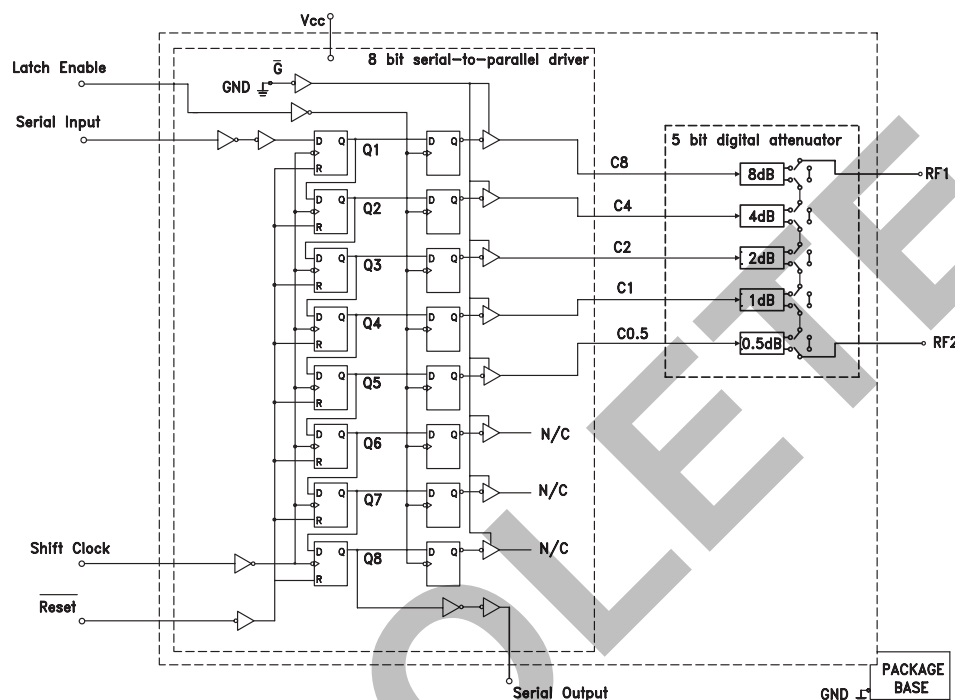 Vcc
8 bit serial-to-parallel driver
Latch Enable
G
GND
Serial Input
D Q
R
Q1
D Q
C8
5 bit digital attenuator
8dB
RF1
D Q
R
Q2
D Q
C4
4dB
D Q
R
Q3
D Q
C2
2dB
D Q
R
Q4
D Q
C1
1dB
D Q
R
Q5
D Q
C0.5
0.5dB
RF2
D Q
R
Q6
D Q
N/C
D Q
R
Q7
D Q
N/C
Shift Clock
D Q
R
Q8
D Q
N/C
Reset
Serial Output
PACKAGE
BASE
GND
OLETE